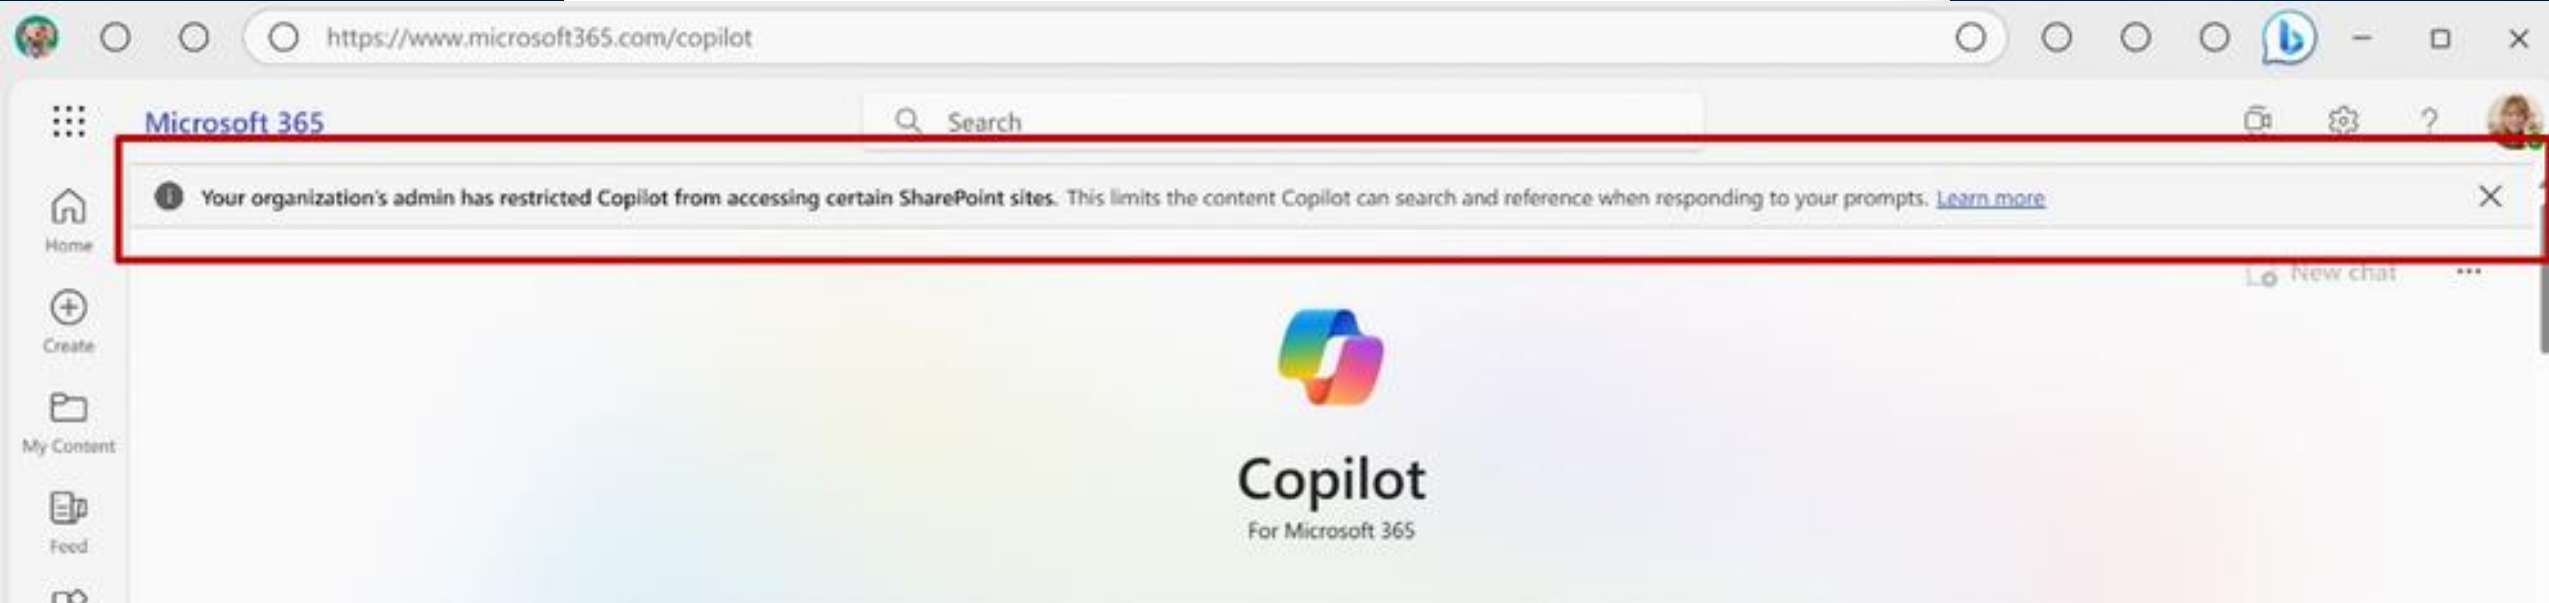 https://www.microsoft365.com/copilot
Microsoft 365
Search
?
Your organization's admin has restricted Copilot from accessing certain SharePoint sites. This limits the content Copilot can search and reference when responding to your prompts. Learn more
Home
New chat
Create
My Content
Feed
Copilot
For Microsoft 365